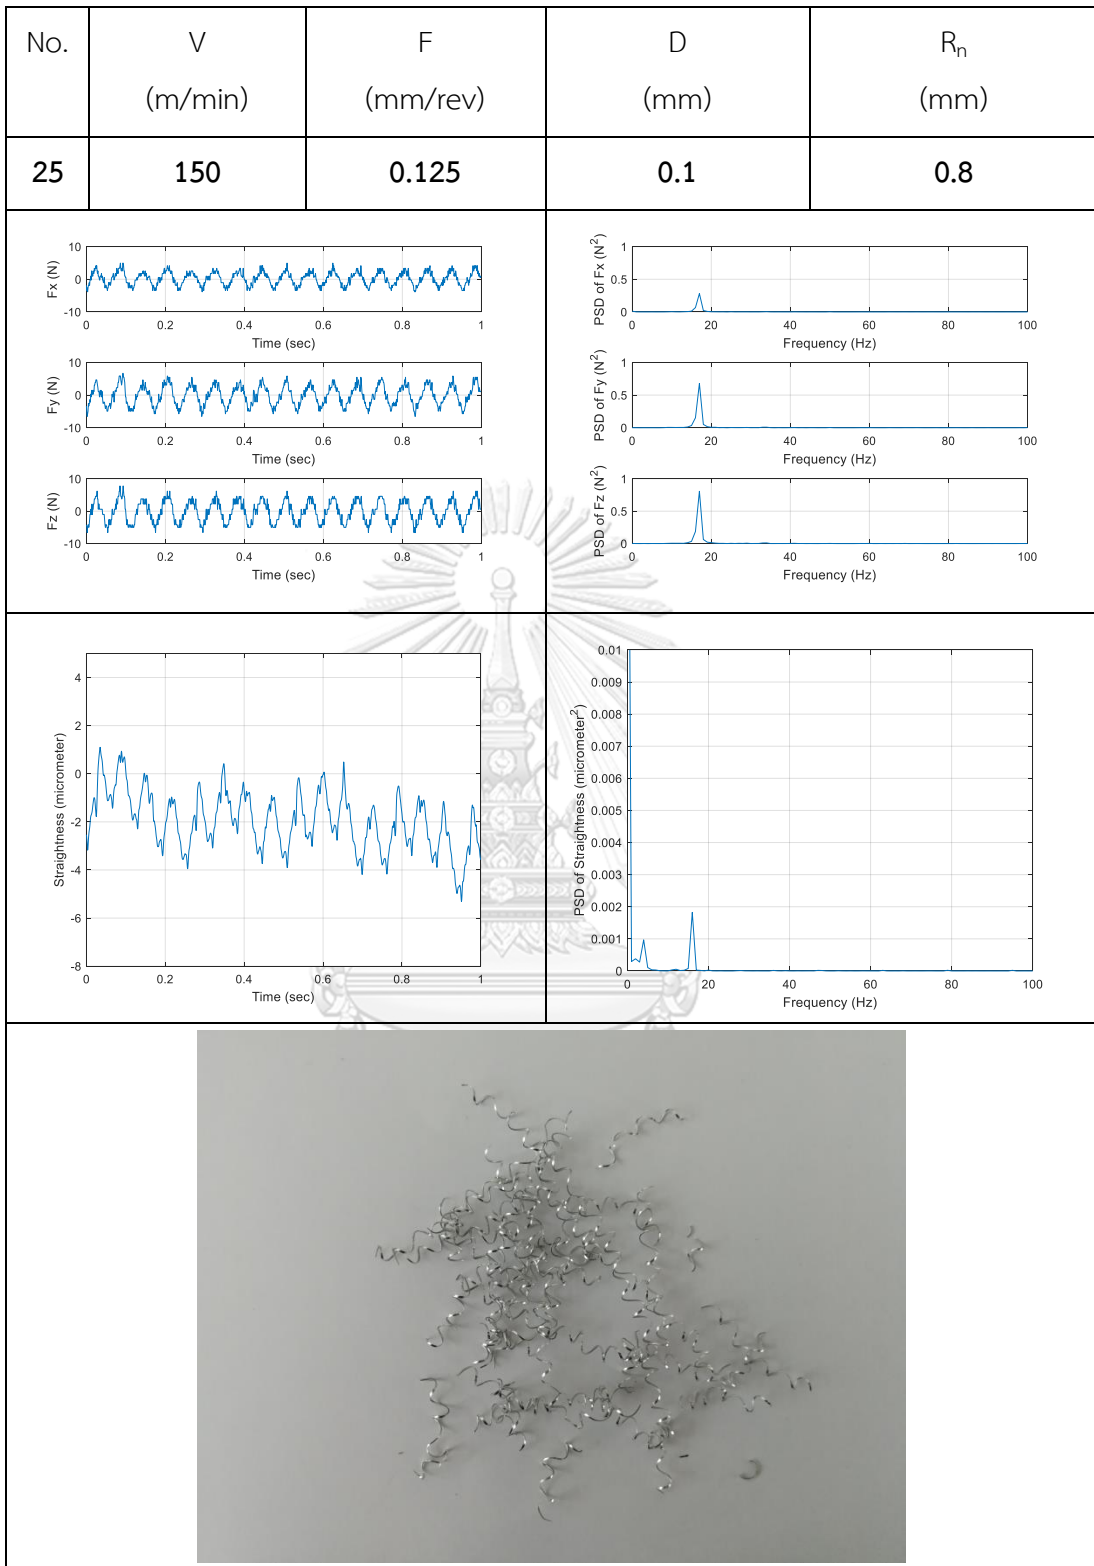 No. V F D Rn
(m/min) (mm/rev) (mm) (mm)
25 150 0.125 0.1 0.8
10
0
-10
Fx (N)
0 0.2 0.4 0.6 0.8 1
Time (sec)
10
0
-10
Fy (N)
0 0.2 0.4 0.6 0.8 1
Time (sec)
10
0
-10
Fz (N)
0 0.2 0.4 0.6 0.8 1
Time (sec)
1
0.5
0
PSD of Fx (N²)
0 20 40 60 80 100
Frequency (Hz)
1
0.5
0
PSD of Fy (N²)
0 20 40 60 80 100
Frequency (Hz)
1
0.5
0
PSD of Fz (N²)
0 20 40 60 80 100
Frequency (Hz)
4
2
0
-2
-4
-6
-8
Straightness (micrometer)
0 0.2 0.4 0.6 0.8 1
Time (sec)
0.01
0.009
0.008
0.007
0.006
0.005
0.004
0.003
0.002
0.001
0
PSD of Straightness (micrometer²)
0 20 40 60 80 100
Frequency (Hz)